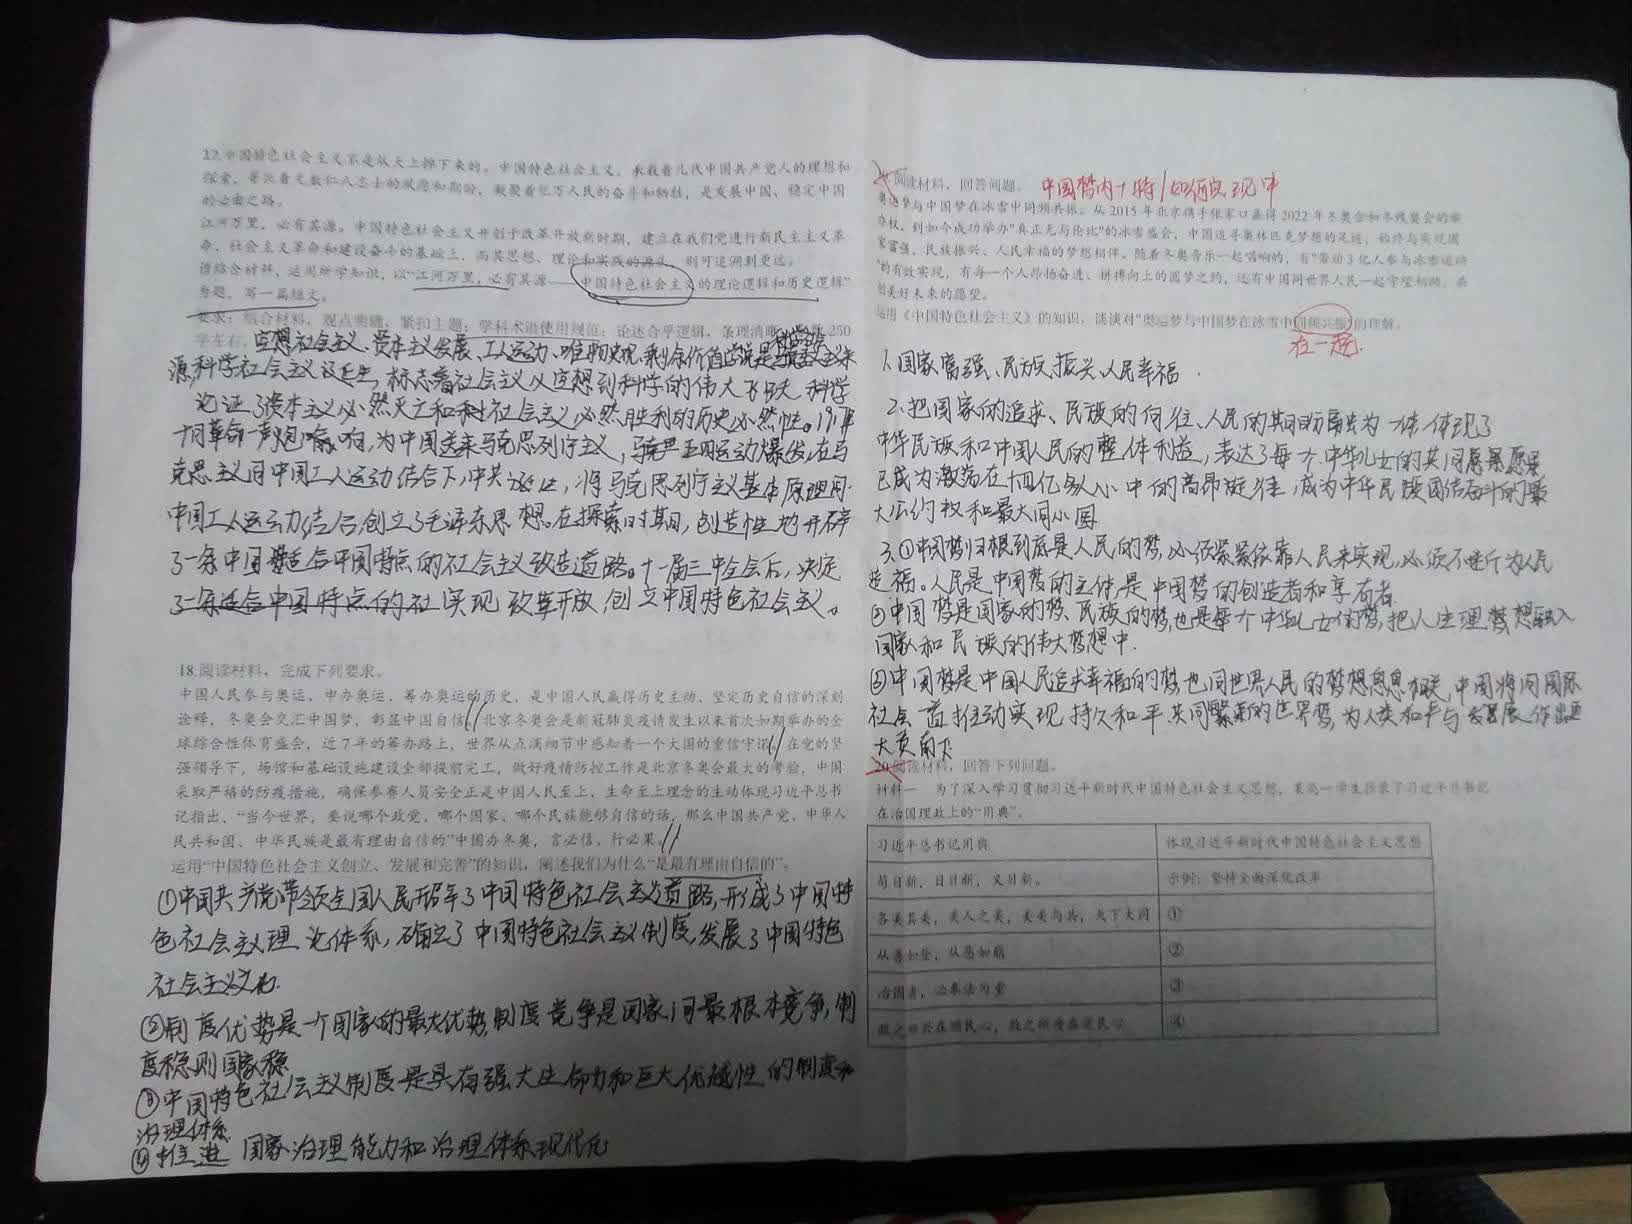 17.中国特色社会主义不是从天上掉下来的。中国特色社会主义,承载着几代中国共产党人的理想和
探索,寄托着无数仁人志士的夙愿和期盼,凝聚着亿万人民的奋斗和牺牲,是发展中国、稳定中国
的必由之路。
江河万里,必有其源。中国特色社会主义开创于改革开放新时期,建立在我们党进行新民主主义革
命、社会主义革命和建设奋斗的基础上,而其思想、理论和实践的源头,则可追溯到更远。
请结合材料,运用所学知识,以“江河万里,必有其源——中国特色社会主义的理论逻辑和历史逻辑”
为题,写一篇短文。
要求:结合材料,观点明确,紧扣主题;学科术语使用规范;论述合乎逻辑,条理清晰 250
字左右。
空想社会主义、资本主义发展、工人运动、唯物史观、剩余价值学说是 来
源,科学社会主义诞生,标志着社会主义从空想到科学的伟大飞跃 科学
论证了资本主义必然灭亡和 社会主义必然胜利的历史必然性。1917年
十月革命一声炮响,为中国送来马克思列宁主义, 五四运动爆发,在马
克思主义同中国工人运动结合下,中共诞生,将马克思列宁主义基本原理同
中国工人运动结合,创立了毛泽东思想。在探索时期,创造性地开辟
了一条 适合中国特点的社会主义改造道路。十一届三中全会后,决定
了一条适合中国特点的社 实现改革开放,创立中国特色社会主义。
18.阅读材料,完成下列要求。
中国人民参与奥运、申办奥运、筹办奥运的历史,是中国人民赢得历史主动、坚定历史自信的深刻
诠释。冬奥会交汇中国梦,彰显中国自信。北京冬奥会是新冠肺炎疫情发生以来首次如期举办的全
球综合性体育盛会,近7年的筹办路上,世界从点滴细节中感知着一个大国的重信守诺。在党的坚
强领导下,场馆和基础设施建设全部提前完工,做好疫情防控工作是北京冬奥会最大的考验,中国
采取严格的防疫措施,确保参赛人员安全正是中国人民至上、生命至上理念的生动体现习近平总书
记指出,“当今世界,要说哪个政党、哪个国家、哪个民族能够自信的话,那么中国共产党、中华人
民共和国、中华民族是最有理由自信的”中国办冬奥,言必信,行必果。
运用“中国特色社会主义创立、发展和完善”的知识,阐述我们为什么“是最有理由自信的”。
①中国共产党带领全国人民开辟了中国特色社会主义道路,形成了中国特
色社会主义理论体系,确立了中国特色社会主义制度,发展了中国特色
社会主义文化.
②制度优势是一个国家的最大优势,制度竞争是国家间最根本竞争,制
度稳则国家稳
③中国特色社会主义制度是具有强大生命力和巨大优越性的制度和
治理体系
④推进 国家治理能力和治理体系现代化
19.阅读材料,回答问题。 中国梦内+特/如何实现中
奥运梦与中国梦在冰雪中同频共振。从2015年北京携手张家口赢得2022年冬奥会和冬残奥会的举
办权,到如今成功举办“真正无与伦比”的冰雪盛会,中国追寻奥林匹克梦想的足迹,始终与实现国
家富强、民族振兴、人民幸福的梦想相伴。随着冬奥音乐一起唱响的,有“带动3亿人参与冰雪运动
”的有效实现,有每一个人昂扬奋进、拼搏向上的圆梦之约,还有中国同世界人民一起守望相助、共
创美好未来的愿望。
运用《中国特色社会主义》的知识,谈谈对“奥运梦与中国梦在冰雪中同频共振”的理解。
在一起.
1.国家富强、民族振兴、人民幸福.
2.把国家的追求、民族的向往、人民的期盼融为一体,体现了
中华民族和中国人民的整体利益,表达了每个中华儿女的共同愿景
已成为激荡在十四亿多人心中的高昂旋律,成为中华民族团结奋斗的最
大公约数和最大同心圆
3.①中国梦归根到底是人民的梦,必须紧紧依靠人民来实现,必须不断为人民
造福。人民是中国梦的主体,是中国梦的创造者和享有者
②中国梦是国家的梦、民族的梦,也是每个中华儿女的梦,把人生理想融入
国家和民族的伟大梦想中.
③中国梦是中国人民追求幸福的梦,也同世界人民的梦想息息相关,中国将同国际
社会一道推动实现持久和平共同繁荣的世界梦,为人类和平与发展作出更
大贡献
20.阅读材料,回答下列问题。
材料一 为了深入学习贯彻习近平新时代中国特色社会主义思想,某高一学生摘录了习近平总书记
在治国理政上的“用典”。
习近平总书记用典 体现习近平新时代中国特色社会主义思想
苟日新,日日新,又日新。 示例:坚持全面深化改革
各美其美,美人之美,美美与共,天下大同 ①
从善如登,从恶如崩 ②
治国者,必奉法为重 ③
政之所兴在顺民心,政之所废在逆民心 ④